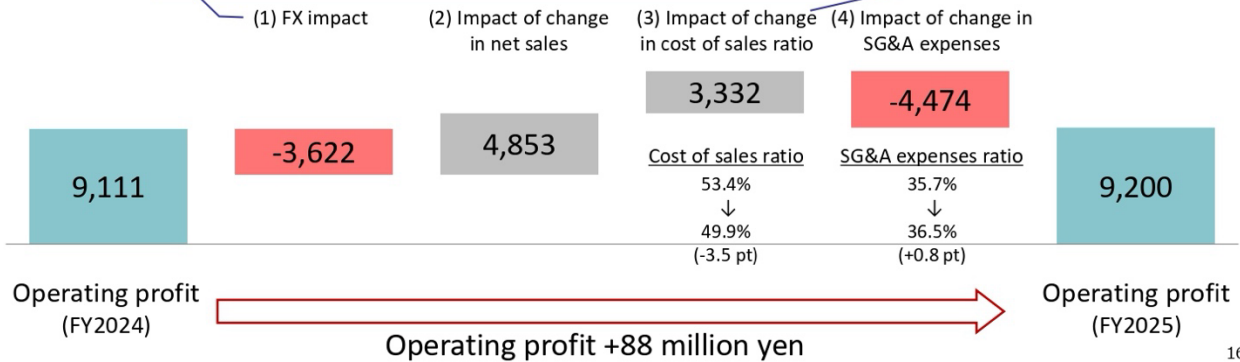 (1) FX impact
(2) Impact of change
in net sales
(3) Impact of change
in cost of sales ratio
(4) Impact of change in
SG&A expenses
9,111
-3,622
4,853
3,332
-4,474
9,200
Cost of sales ratio
53.4%
↓
49.9%
(-3.5 pt)
SG&A expenses ratio
35.7%
↓
36.5%
(+0.8 pt)
Operating profit
(FY2024)
Operating profit +88 million yen
Operating profit
(FY2025)
16